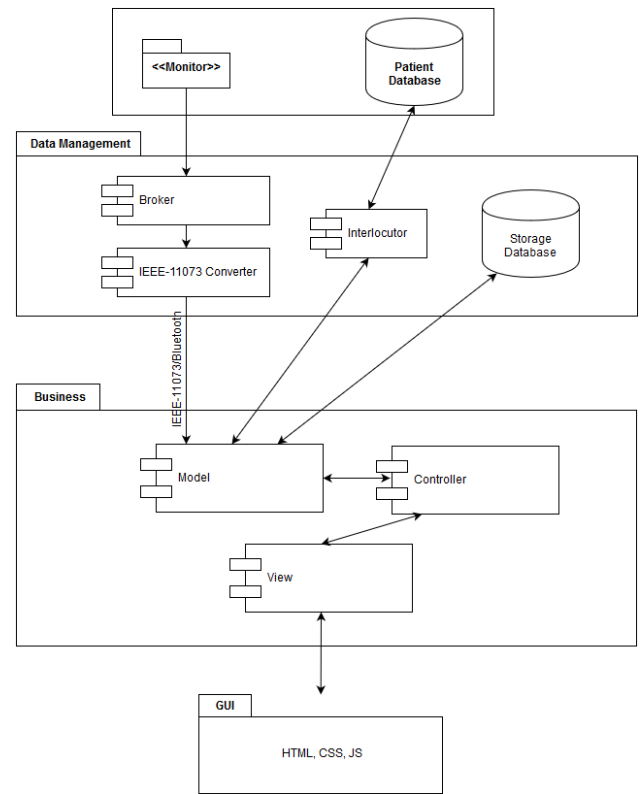 <<Monitor>>
Patient
Database
Data Management
Broker
Interlocutor
Storage
Database
IEEE-11073 Converter
IEEE-11073/Bluetooth
Business
Model
Controller
View
GUI
HTML, CSS, JS